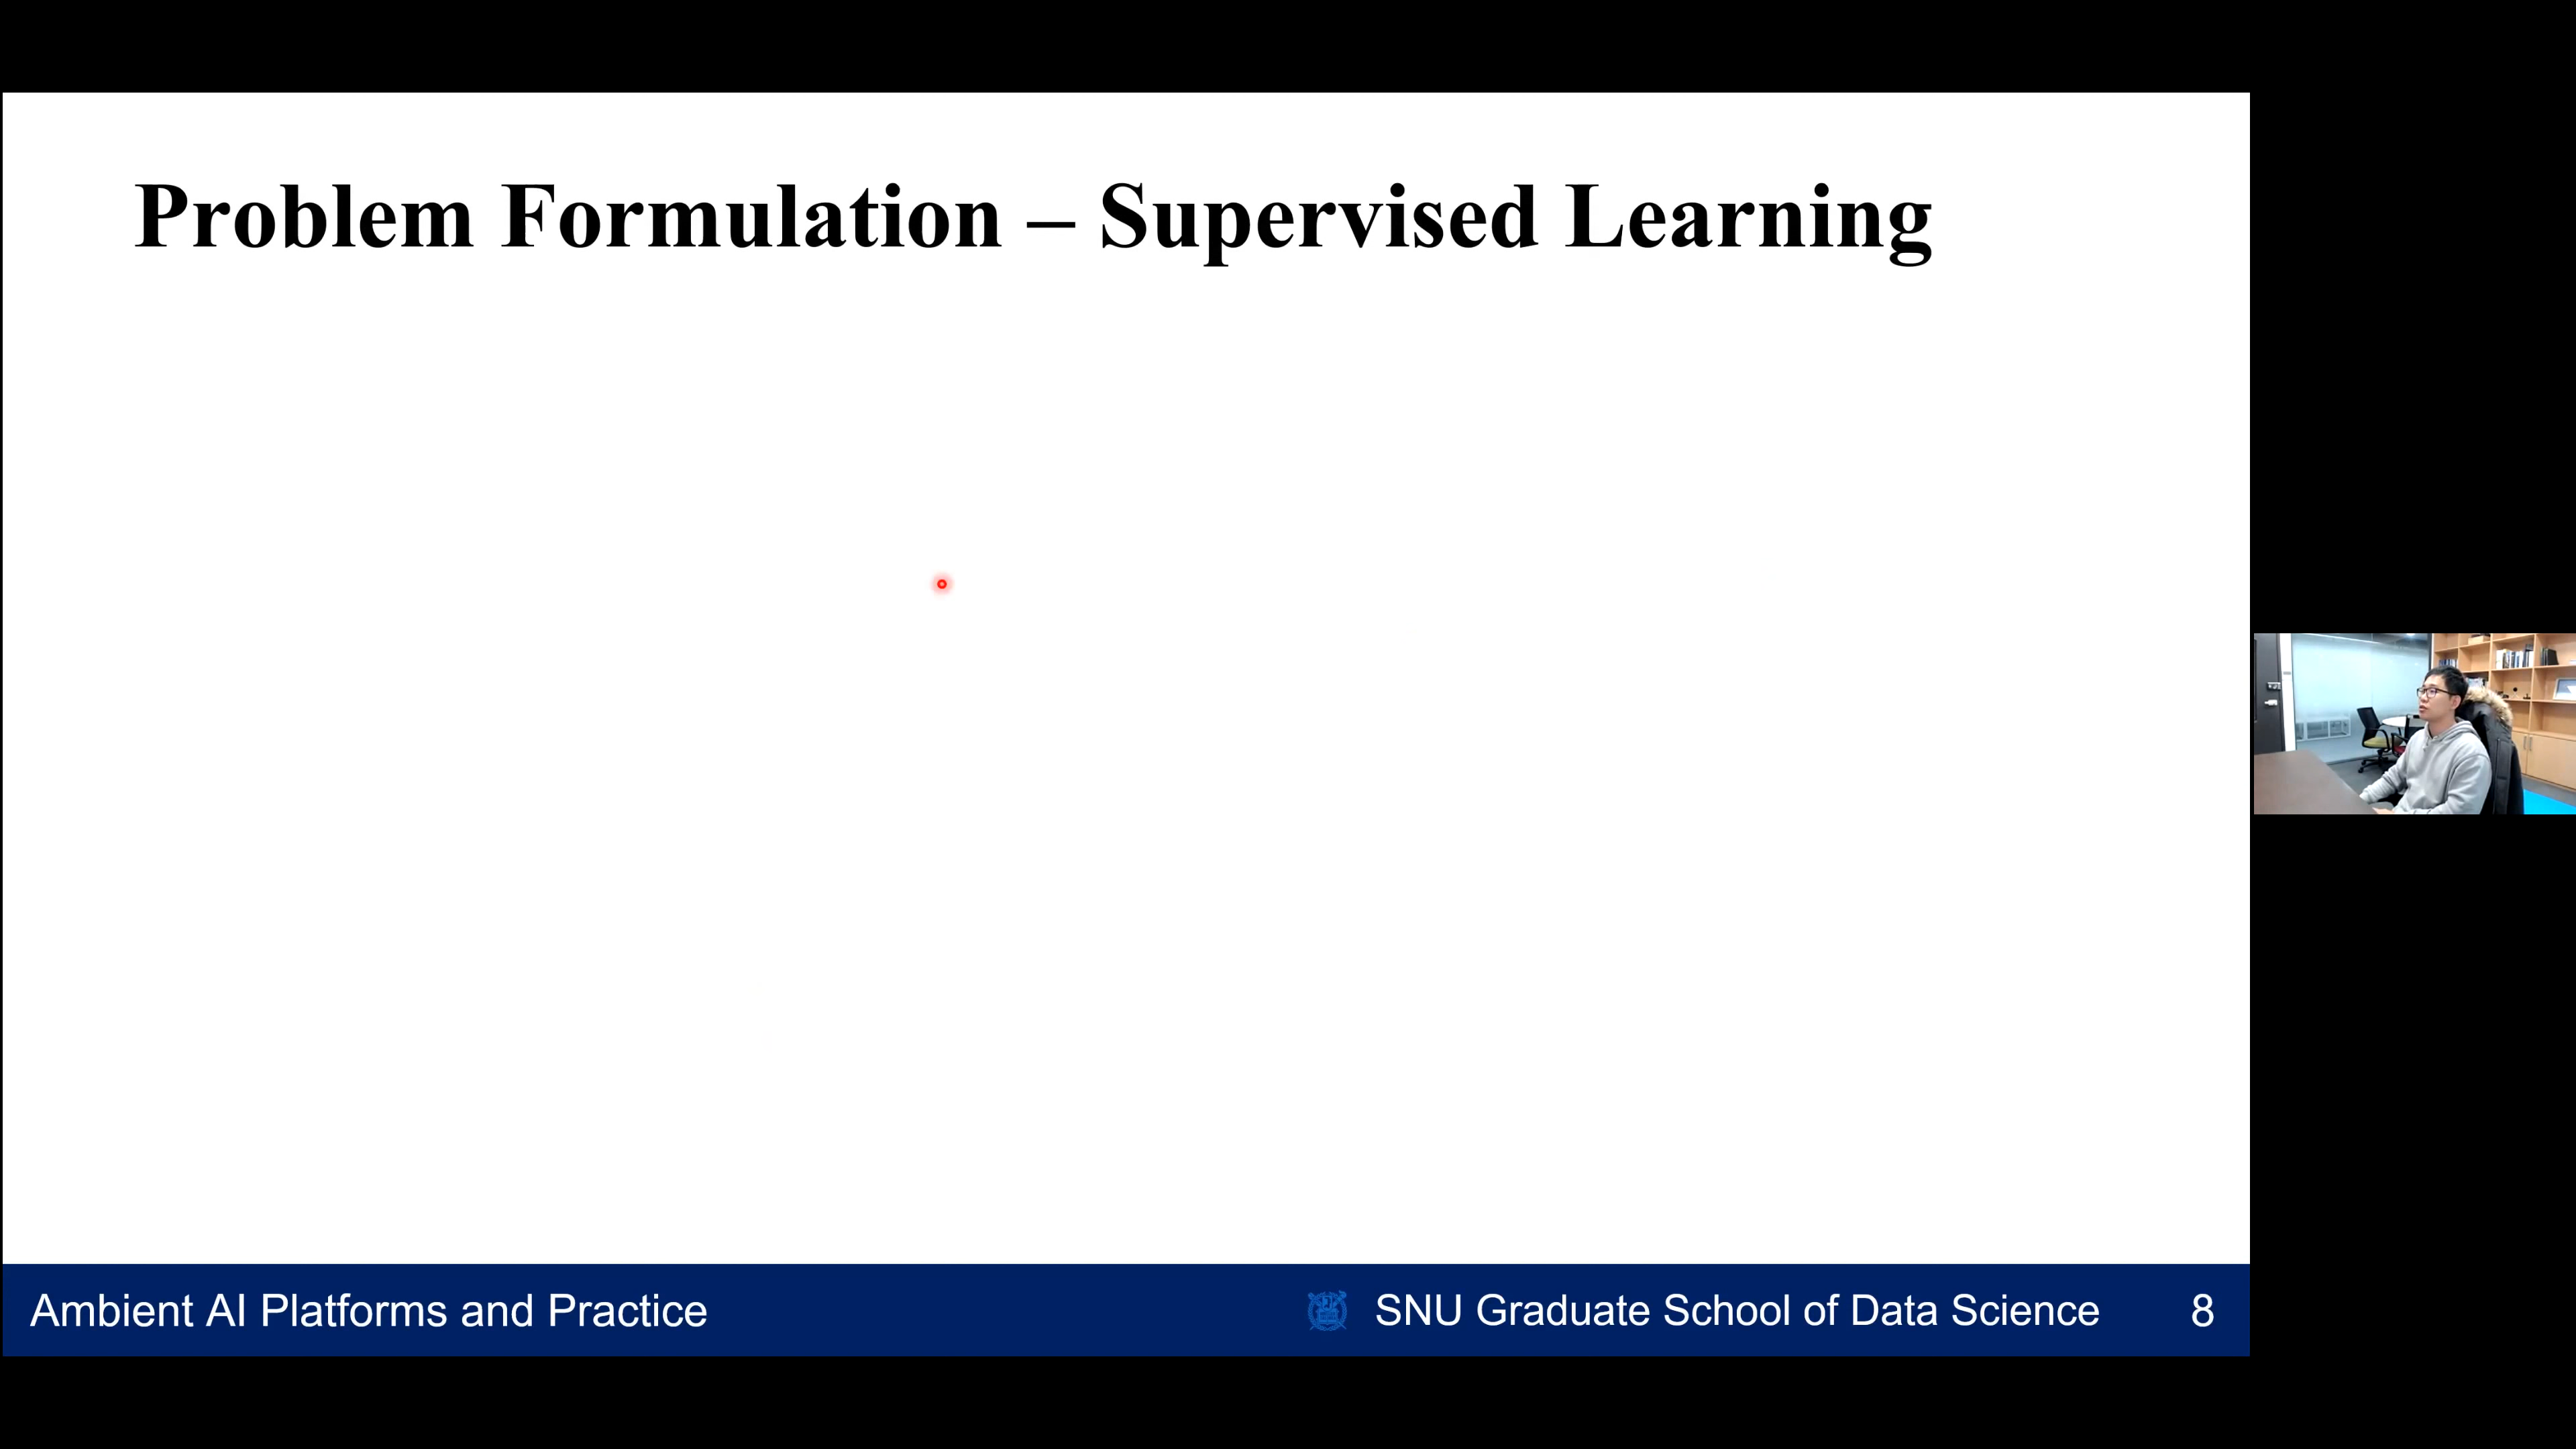 Problem Formulation – Supervised Learning
Ambient AI Platforms and Practice
SNU Graduate School of Data Science
8